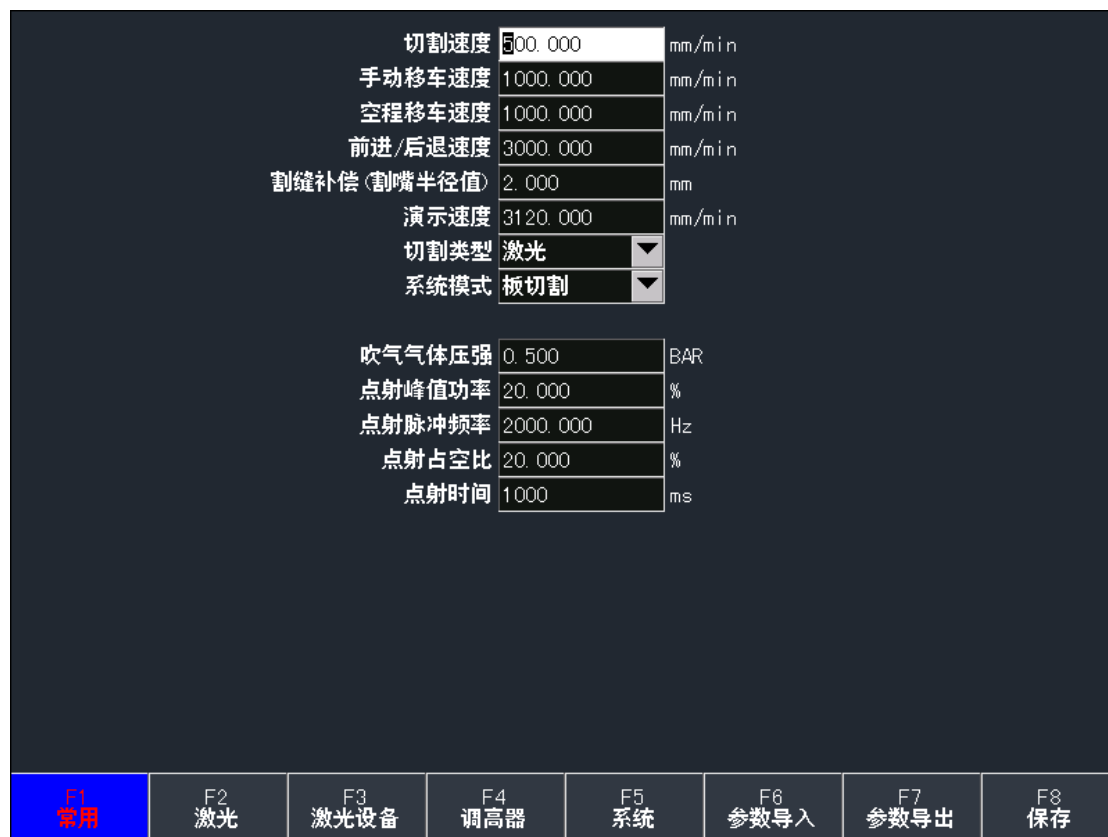 切割速度 500.000 mm/min
手动移车速度 1000.000 mm/min
空程移车速度 1000.000 mm/min
前进/后退速度 3000.000 mm/min
割缝补偿(割嘴半径值) 2.000 mm
演示速度 3120.000 mm/min
切割类型 激光
系统模式 板切割
吹气气体压强 0.500 BAR
点射峰值功率 20.000 %
点射脉冲频率 2000.000 Hz
点射占空比 20.000 %
点射时间 1000 ms
F1 F2 F3 F4 F5 F6 F7 F8
常用 激光 激光设备 调高器 系统 参数导入 参数导出 保存